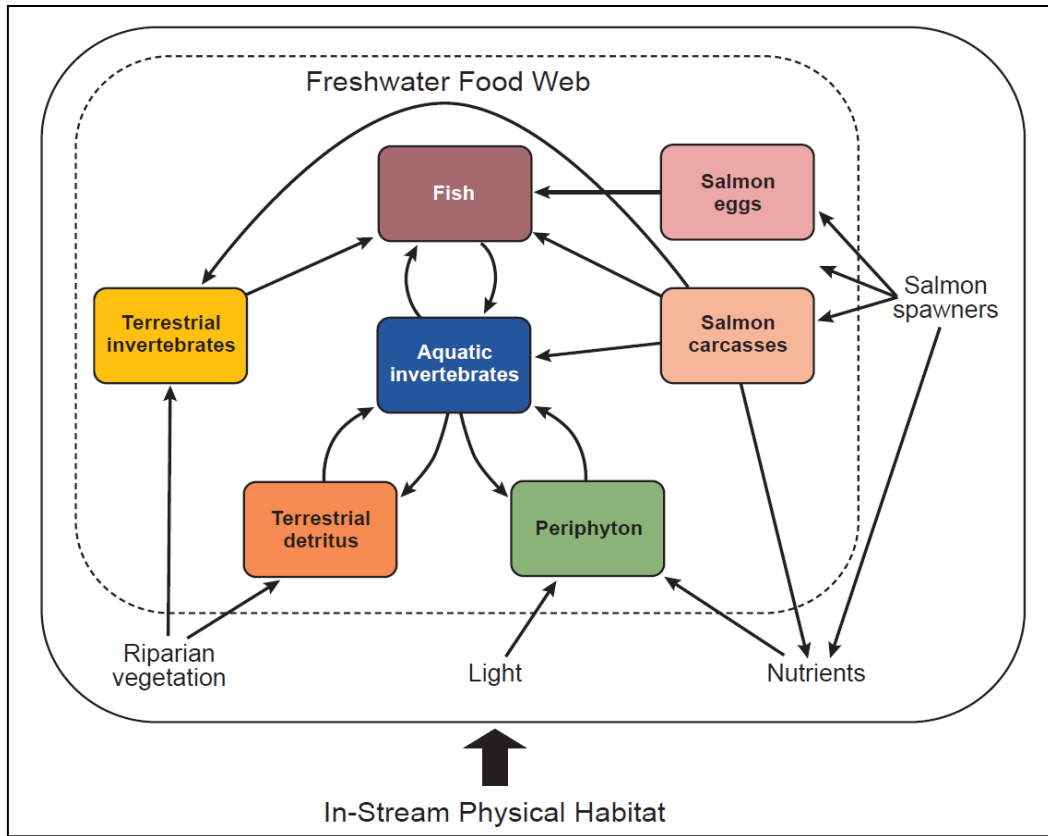 Freshwater Food Web
Fish
Salmon
eggs
Terrestrial
invertebrates
Aquatic
invertebrates
Salmon
carcasses
Salmon
spawners
Terrestrial
detritus
Periphyton
Riparian
vegetation
Light
Nutrients
In-Stream Physical Habitat